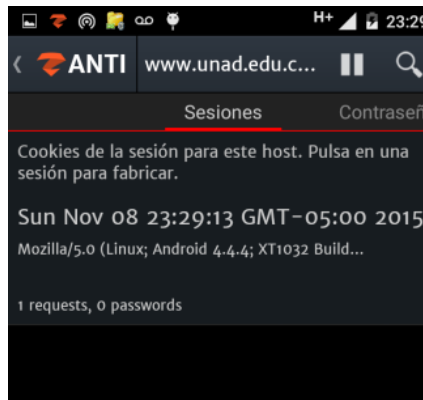 H+ 23:29
ZANTI www.unad.edu.c...
Sesiones Contraseñ
Cookies de la sesión para este host. Pulsa en una
sesión para fabricar.
Sun Nov 08 23:29:13 GMT-05:00 2015
Mozilla/5.0 (Linux; Android 4.4.4; XT1032 Build...
1 requests, 0 passwords